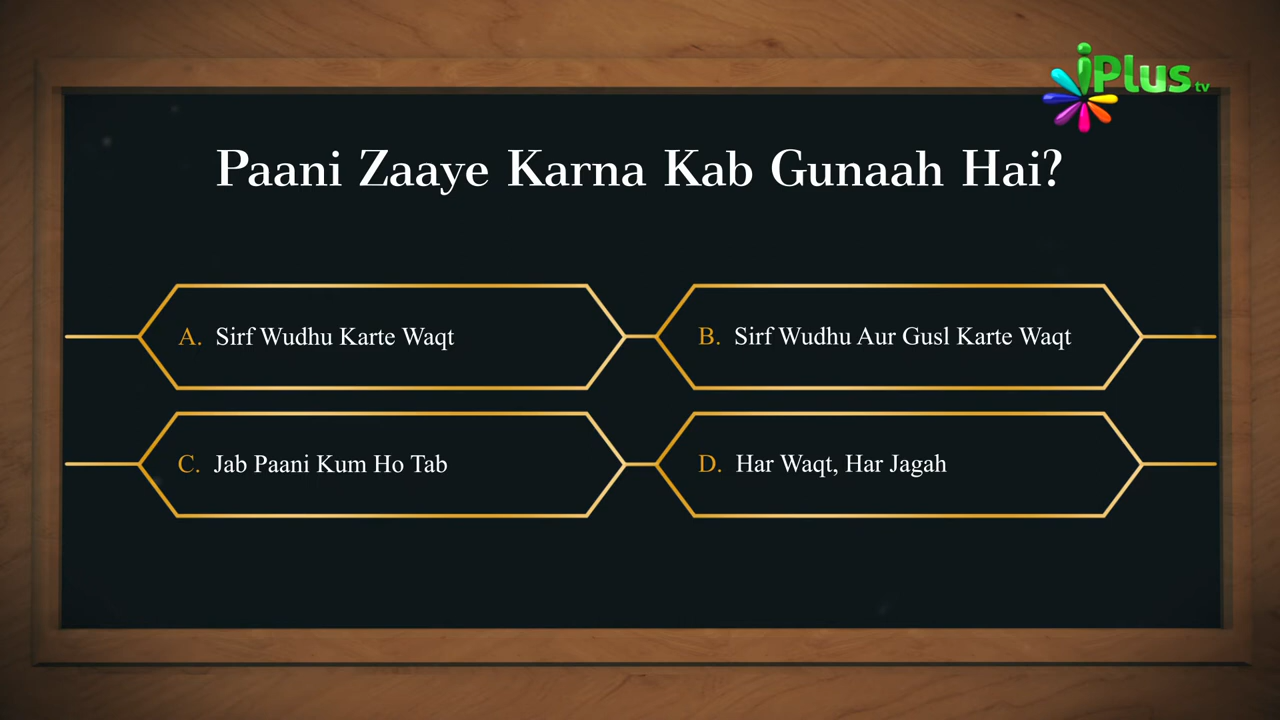 iPlus tv
Paani Zaaye Karna Kab Gunaah Hai?
A. Sirf Wudhu Karte Waqt
B. Sirf Wudhu Aur Gusl Karte Waqt
C. Jab Paani Kum Ho Tab
D. Har Waqt, Har Jagah